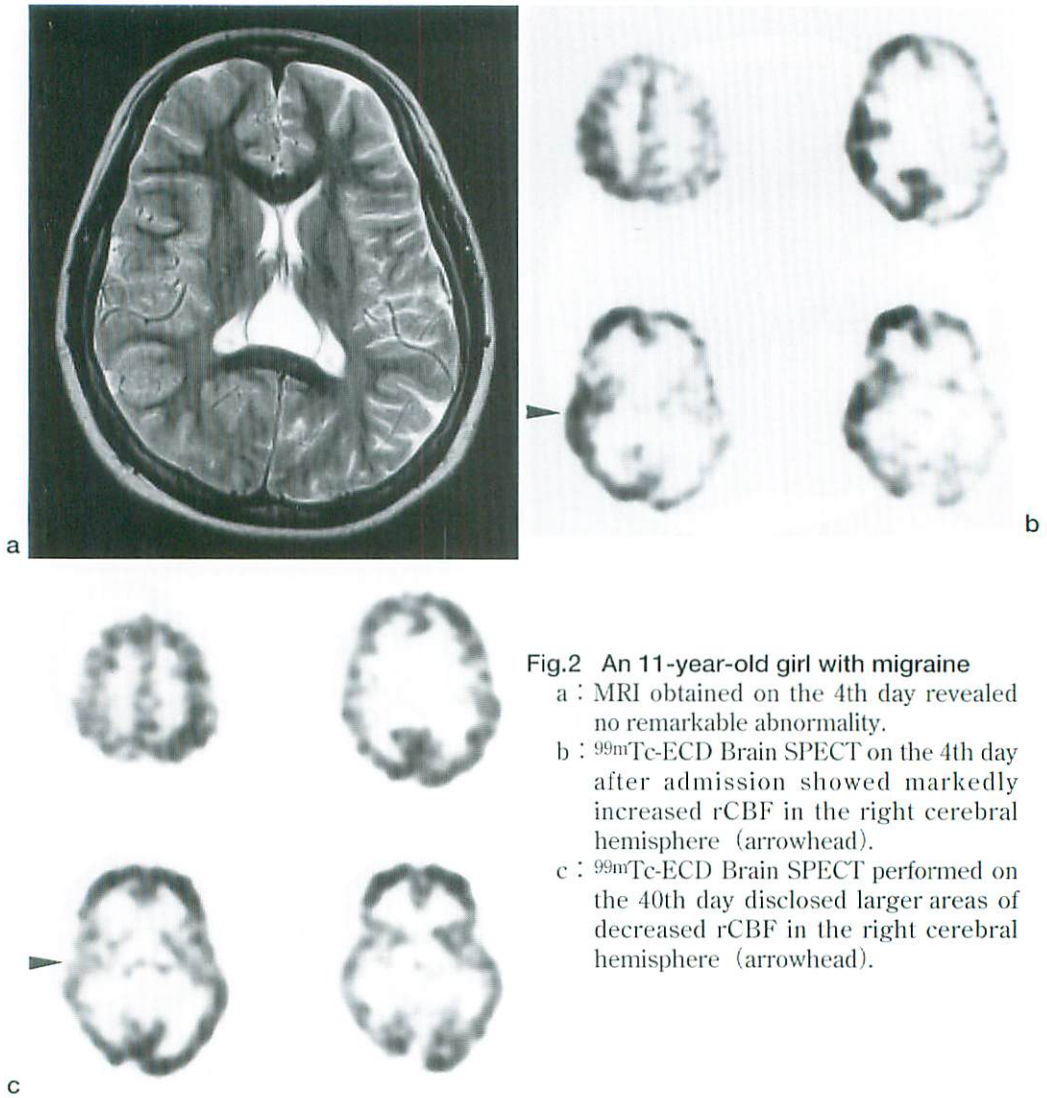 a
b
c
Fig.2 An 11-year-old girl with migraine
a : MRI obtained on the 4th day revealed
no remarkable abnormality.
b : 99mTc-ECD Brain SPECT on the 4th day
after admission showed markedly
increased rCBF in the right cerebral
hemisphere (arrowhead).
c : 99mTc-ECD Brain SPECT performed on
the 40th day disclosed larger areas of
decreased rCBF in the right cerebral
hemisphere (arrowhead).